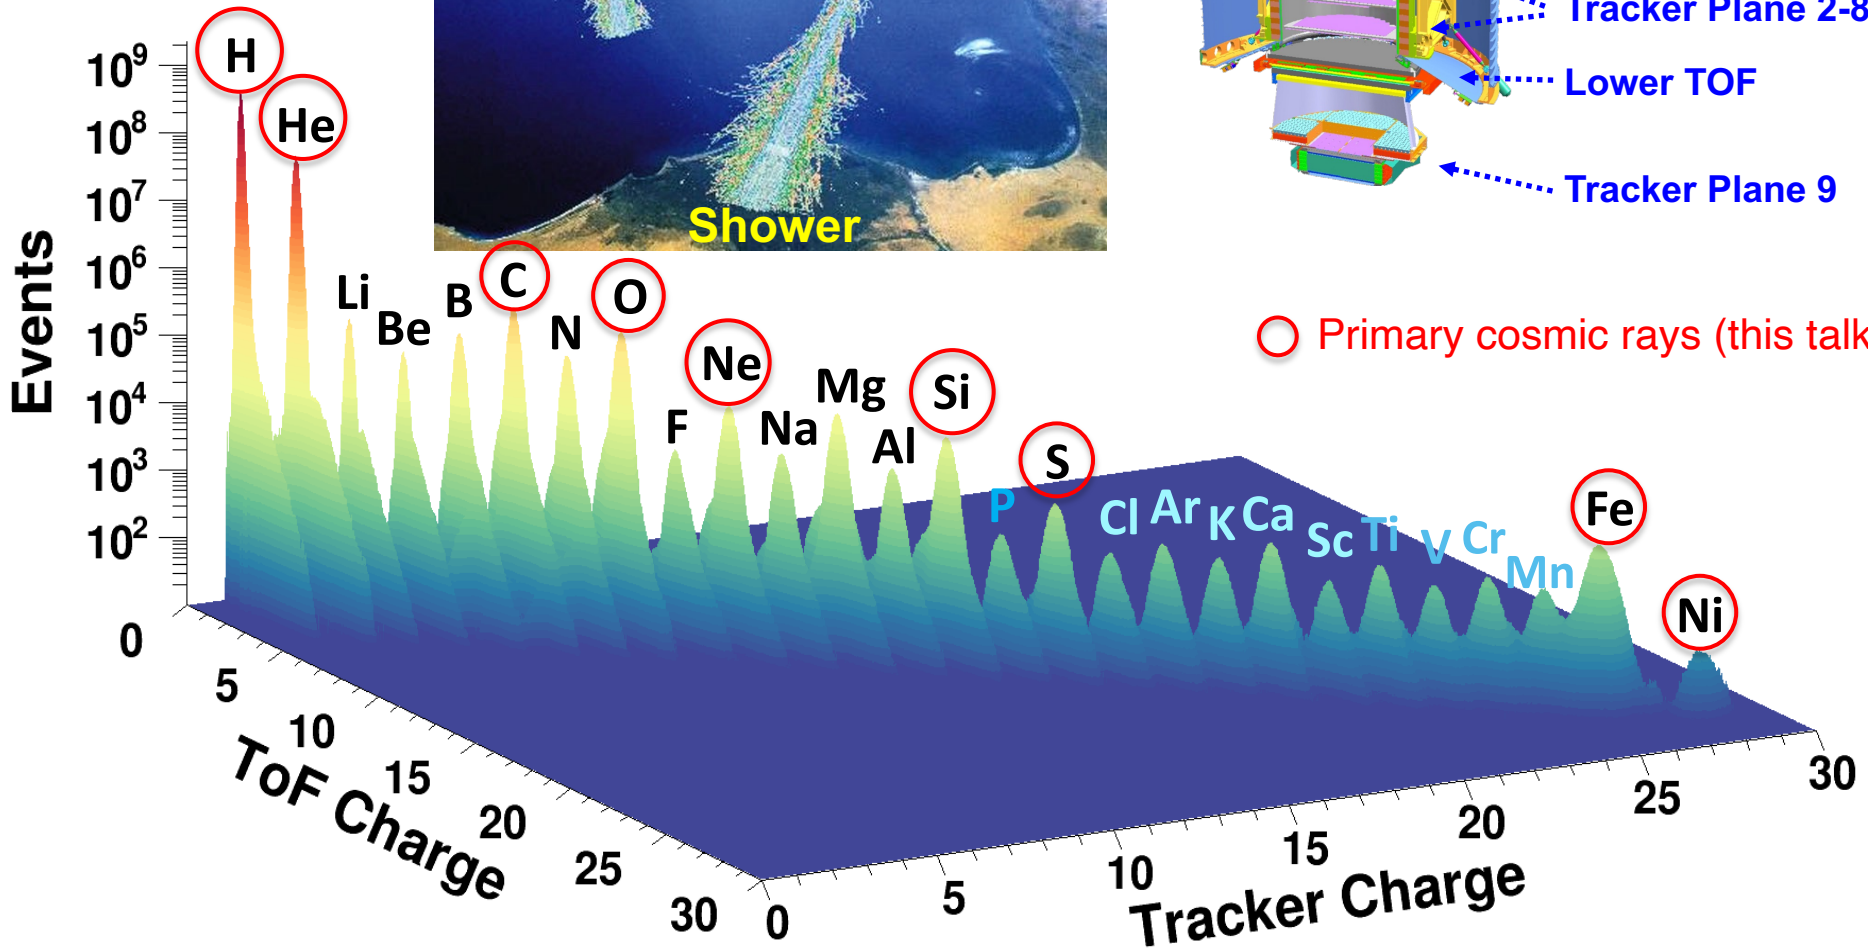 Tracker Plane 2-8
Lower TOF
Tracker Plane 9
Shower
Primary cosmic rays (this talk
Events
10⁹
10⁸
10⁷
10⁶
10⁵
10⁴
10³
10²
H
He
Li
Be
B
C
N
O
F
Ne
Na
Mg
Al
Si
P
S
Cl
Ar
K
Ca
Sc
Ti
V
Cr
Mn
Fe
Ni
0
5
10
15
20
25
30
ToF Charge
0
5
10
15
20
25
30
Tracker Charge